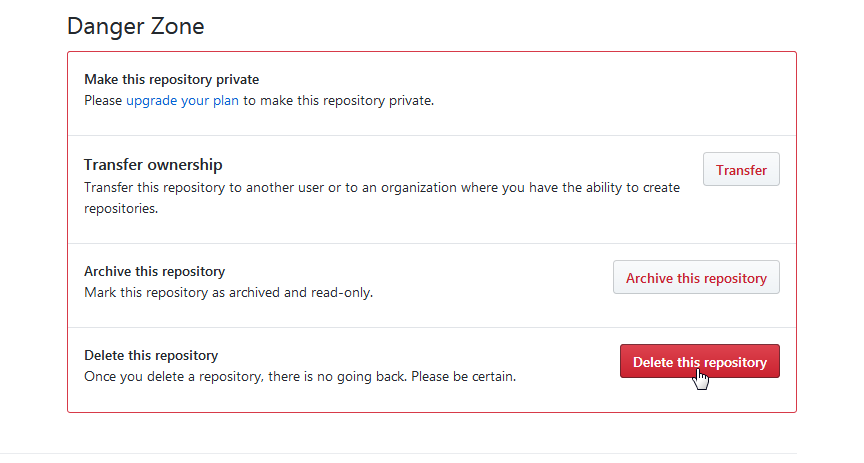 Danger Zone
Make this repository private
Please upgrade your plan to make this repository private.
Transfer ownership
Transfer this repository to another user or to an organization where you have the ability to create
repositories.
Transfer
Archive this repository
Mark this repository as archived and read-only.
Archive this repository
Delete this repository
Once you delete a repository, there is no going back. Please be certain.
Delete this repository